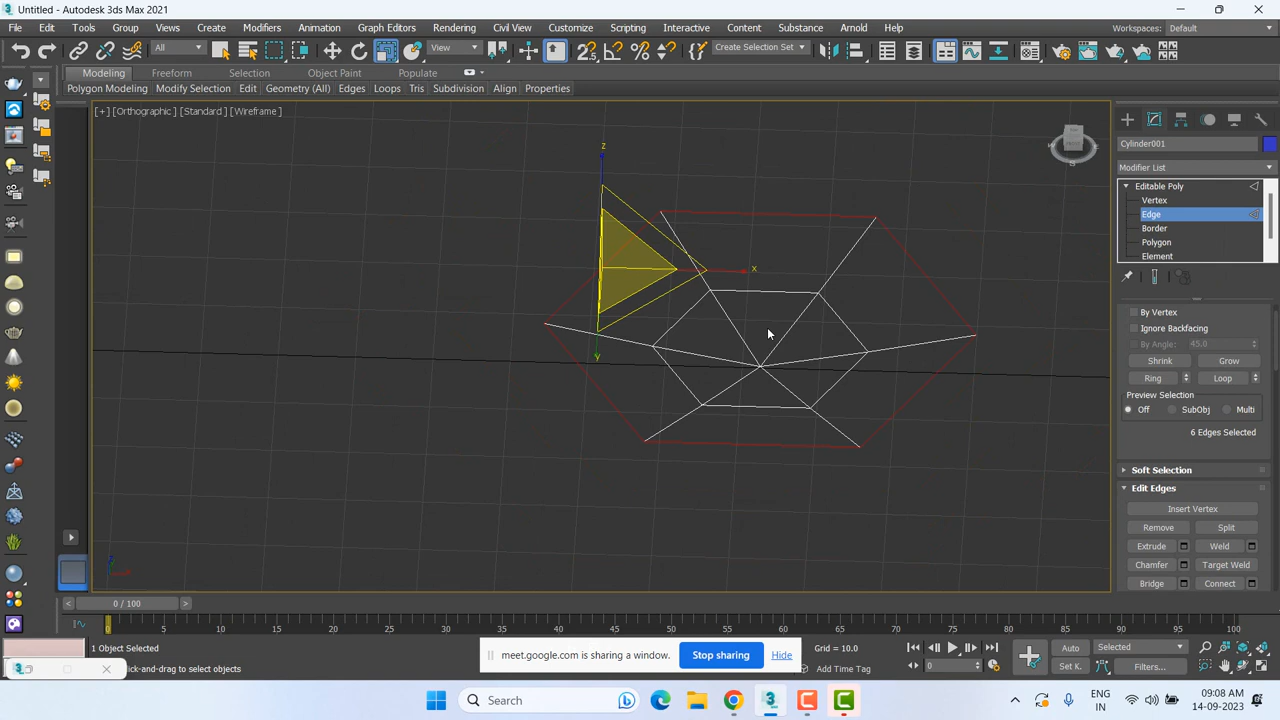 Untitled - Autodesk 3ds Max 2021
File Edit Tools Group Views Create Modifiers Animation Graph Editors Rendering Civil View Customize Scripting Interactive Content Substance Arnold Help Workspaces: Default
All View Create Selection Set
Modeling Freeform Selection Object Paint Populate
Polygon Modeling Modify Selection Edit Geometry (All) Edges Loops Tris Subdivision Align Properties
[+] [Orthographic] [Standard] [Wireframe]
Cylinder001
Modifier List
Editable Poly
Vertex
Edge
Border
Polygon
Element
By Vertex
Ignore Backfacing
By Angle: 45.0
Shrink Grow
Ring Loop
Preview Selection
Off SubObj Multi
6 Edges Selected
Soft Selection
Edit Edges
Insert Vertex
Remove Split
Extrude Weld
Chamfer Target Weld
Bridge Connect
z
x
y
< 0 / 100 >
0 5 10 15 20 25 30 35 40 45 50 55 60 65 70 75 80 85 90 95 100
1 Object Selected
ick-and-drag to select objects
meet.google.com is sharing a window. Stop sharing Hide
Grid = 10.0
Add Time Tag
0
Auto Selected
Set K. Filters...
Search
ENG
IN
09:08 AM
14-09-2023